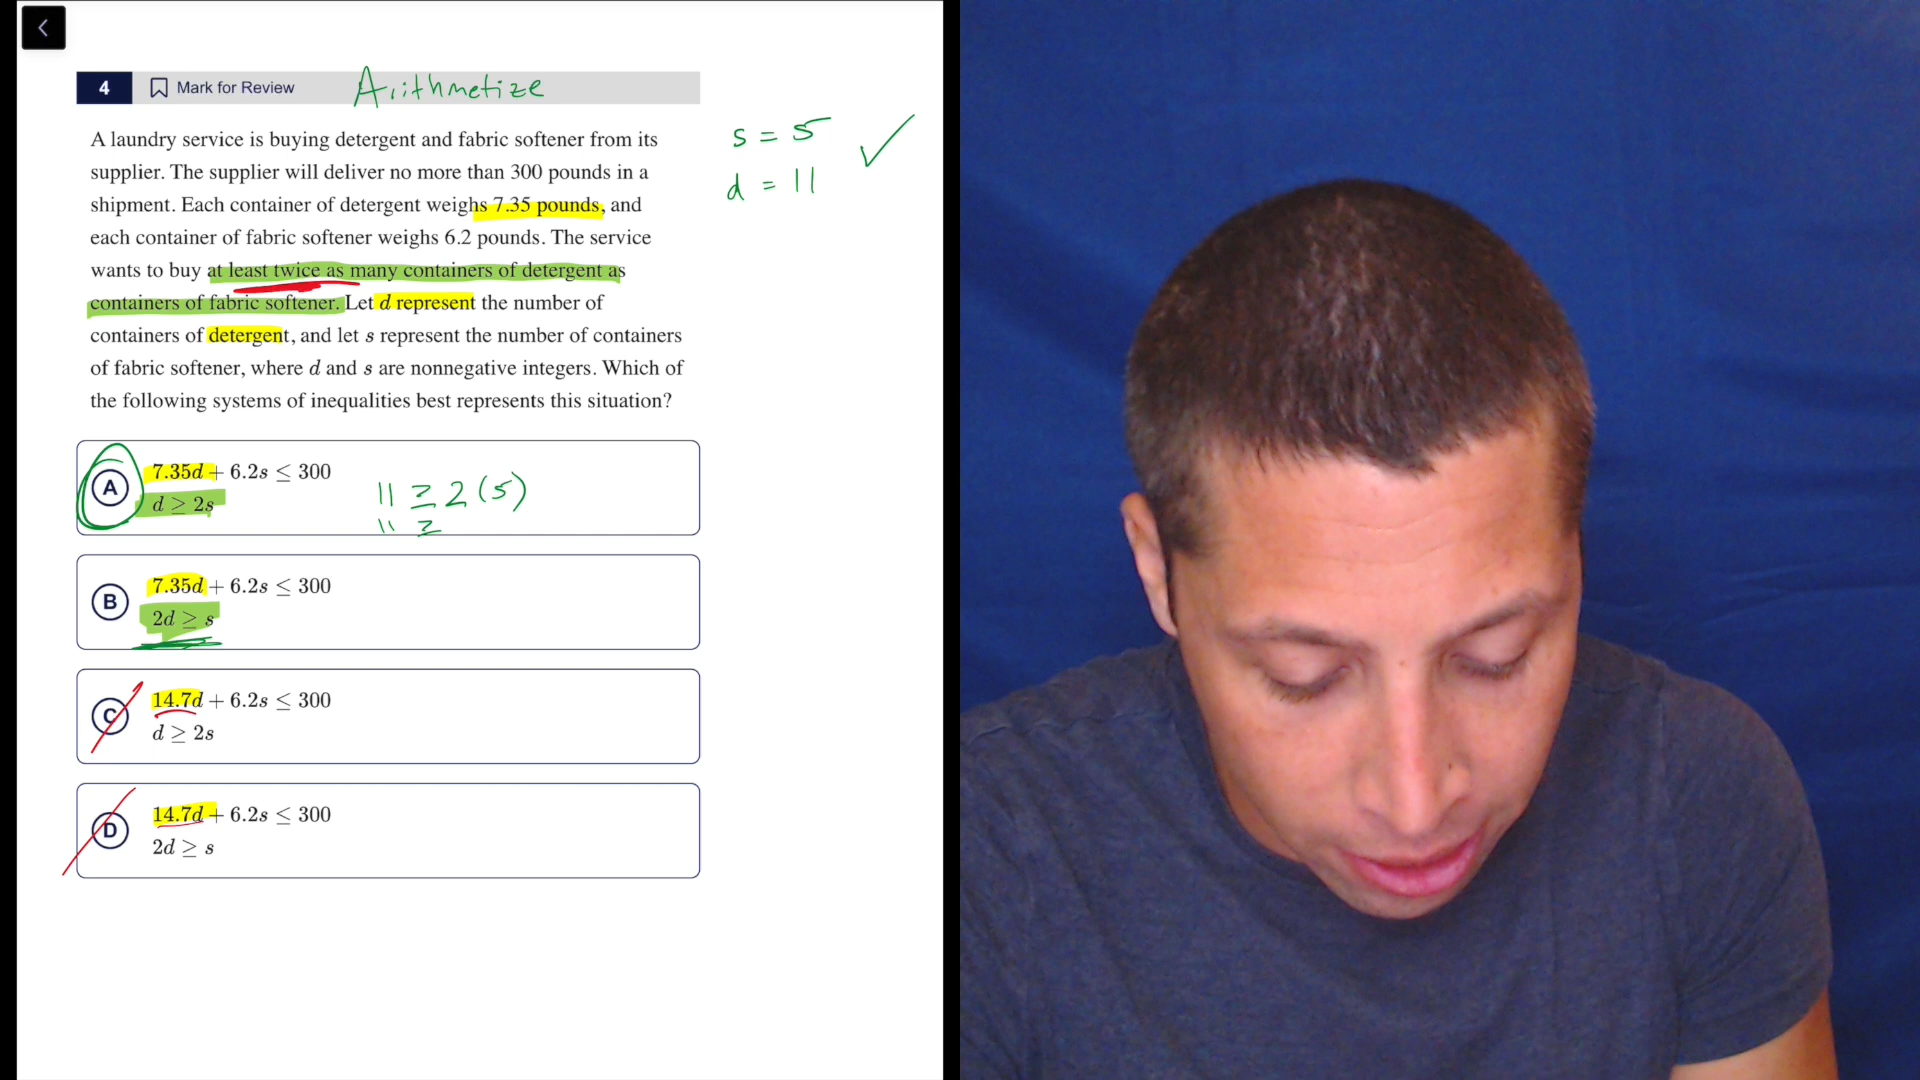 4 Mark for Review Arithmetize
A laundry service is buying detergent and fabric softener from its
supplier. The supplier will deliver no more than 300 pounds in a
shipment. Each container of detergent weighs 7.35 pounds, and
each container of fabric softener weighs 6.2 pounds. The service
wants to buy at least twice as many containers of detergent as
containers of fabric softener. Let d represent the number of
containers of detergent, and let s represent the number of containers
of fabric softener, where d and s are nonnegative integers. Which of
the following systems of inequalities best represents this situation?
s = 5
d = 11
A
7.35d + 6.2s ≤ 300
d ≥ 2s
11 ≥ 2(5)
11 ≥
B
7.35d + 6.2s ≤ 300
2d ≥ s
C
14.7d + 6.2s ≤ 300
d ≥ 2s
D
14.7d + 6.2s ≤ 300
2d ≥ s